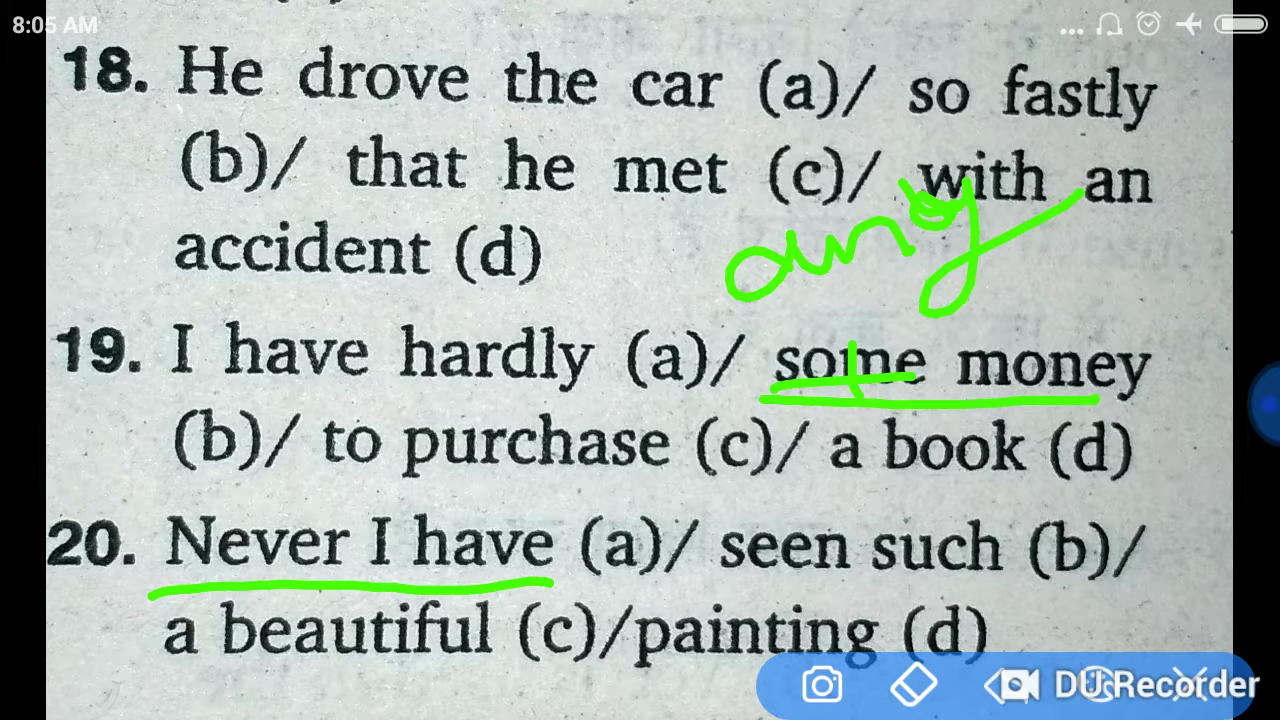 8:05 AM
18. He drove the car (a)/ so fastly
(b)/ that he met (c)/ with an
accident (d)
any
19. I have hardly (a)/ some money
(b)/ to purchase (c)/ a book (d)
20. Never I have (a)/ seen such (b)/
a beautiful (c)/painting (d)
DU Recorder